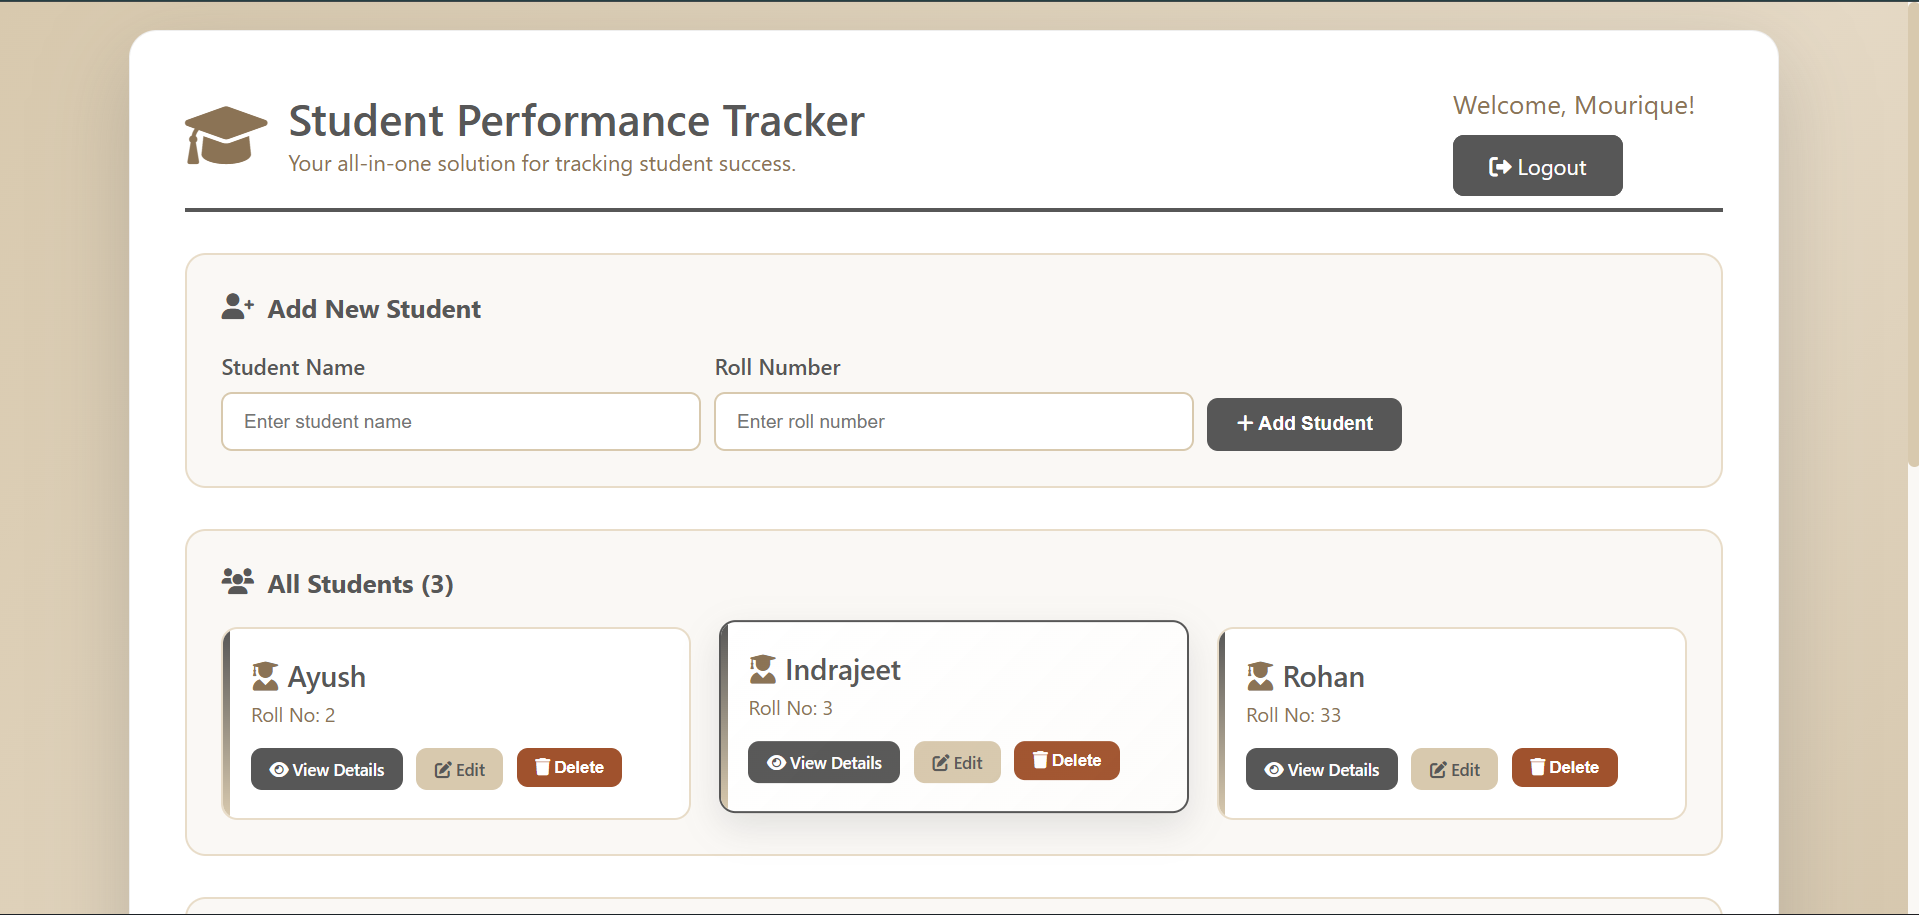 Student Performance Tracker
Your all-in-one solution for tracking student success.
Welcome, Mourique!
Logout
Add New Student
Student Name
Roll Number
Enter student name
Enter roll number
+ Add Student
All Students (3)
Ayush
Roll No: 2
View Details
Edit
Delete
Indrajeet
Roll No: 3
View Details
Edit
Delete
Rohan
Roll No: 33
View Details
Edit
Delete